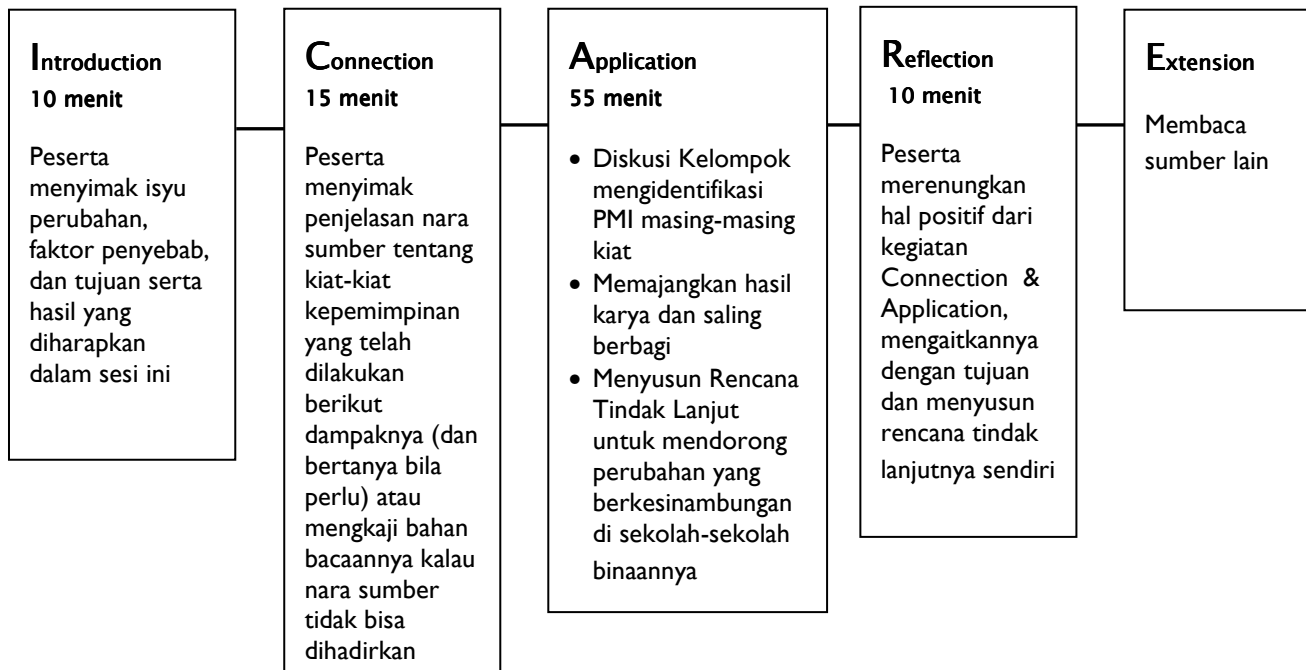 Introduction
10 menit
Peserta
menyimak isyu
perubahan,
faktor penyebab,
dan tujuan serta
hasil yang
diharapkan
dalam sesi ini
Connection
15 menit
Peserta
menyimak
penjelasan nara
sumber tentang
kiat-kiat
kepemimpinan
yang telah
dilakukan
berikut
dampaknya (dan
bertanya bila
perlu) atau
mengkaji bahan
bacaannya kalau
nara sumber
tidak bisa
dihadirkan
Application
55 menit
• Diskusi Kelompok
mengidentifikasi
PMI masing-masing
kiat
• Memajangkan hasil
karya dan saling
berbagi
• Menyusun Rencana
Tindak Lanjut
untuk mendorong
perubahan yang
berkesinambungan
di sekolah-sekolah
binaannya
Reflection
10 menit
Peserta
merenungkan
hal positif dari
kegiatan
Connection &
Application,
mengaitkannya
dengan tujuan
dan menyusun
rencana tindak
lanjutnya sendiri
Extension
Membaca
sumber lain